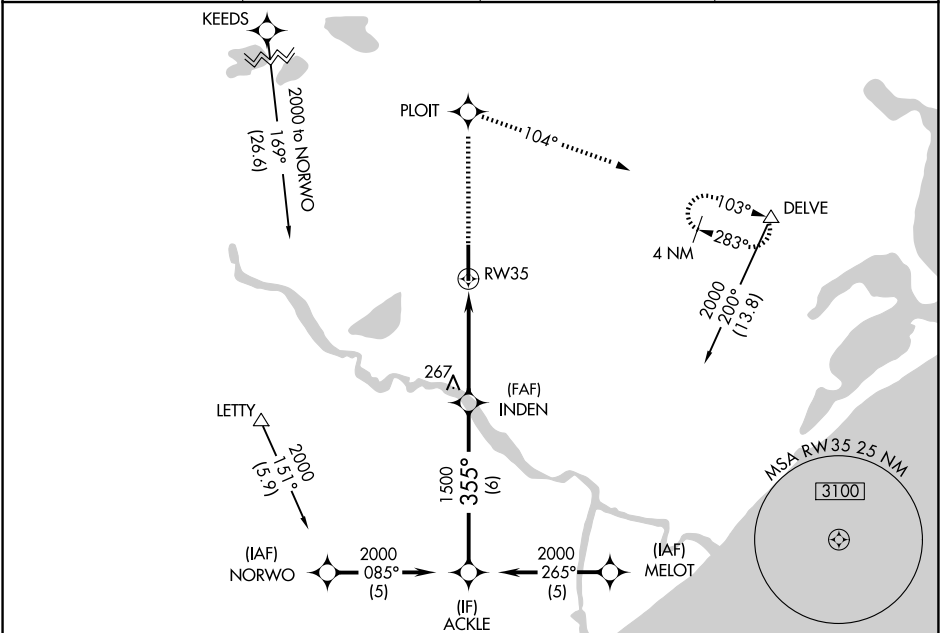 KEEDS
2000 to NORWO
169°
(26.6)
PLOIT
104°
103°
DELVE
283°
4 NM
2000
200°
(13.8)
RW35
267
(FAF)
INDEN
LETTY
2000
151°
(5.9)
1500
355°
(6)
MSA RW35 25 NM
3100
(IAF)
NORWO
2000
085°
(5)
(IF)
ACKLE
2000
265°
(5)
(IAF)
MELOT